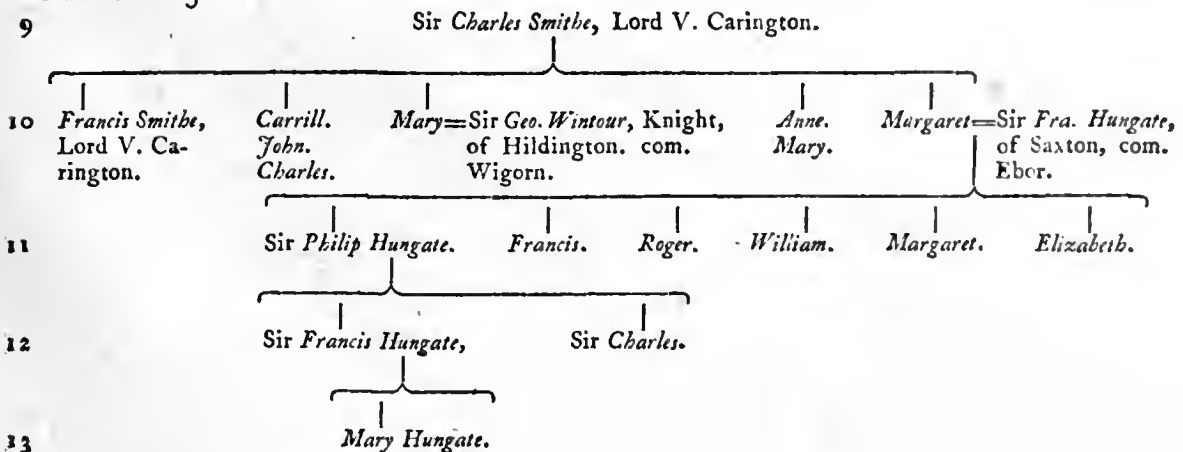 9 Sir Charles Smithe, Lord V. Carington.
10 Francis Smithe, Carrill. Mary=Sir Geo. Wintour, Knight, Anne. Margaret=Sir Fra. Hungate,
Lord V. Ca- John. of Hildington. com. Mary. of Saxton, com.
rington. Charles. Wigorn. Ebor.
11 Sir Philip Hungate. Francis. Roger. William. Margaret. Elizabeth.
12 Sir Francis Hungate, Sir Charles.
13 Mary Hungate.